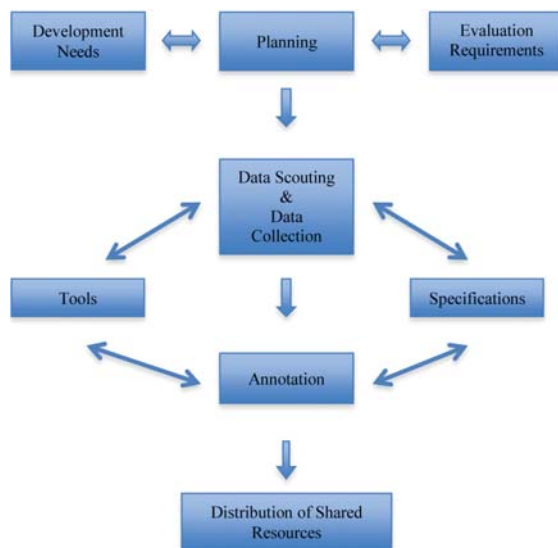 Development
Needs
Planning
Evaluation
Requirements
Data Scouting
&
Data
Collection
Tools
Specifications
Annotation
Distribution of Shared
Resources